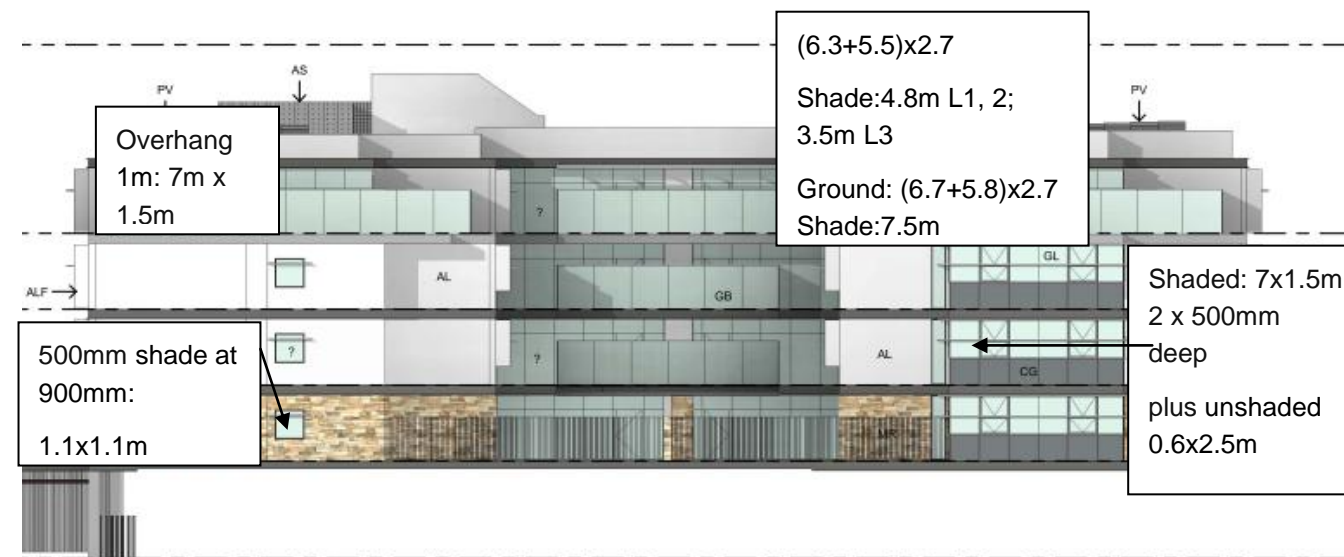 (6.3+5.5)x2.7
Shade:4.8m L1, 2;
3.5m L3
Ground: (6.7+5.8)x2.7
Shade:7.5m
AS
PV
PV
Overhang
1m: 7m x
1.5m
?
GL
AL
GB
ALF
Shaded: 7x1.5m
2 x 500mm
deep
plus unshaded
0.6x2.5m
500mm shade at
900mm:
1.1x1.1m
?
?
AL
CG
MR